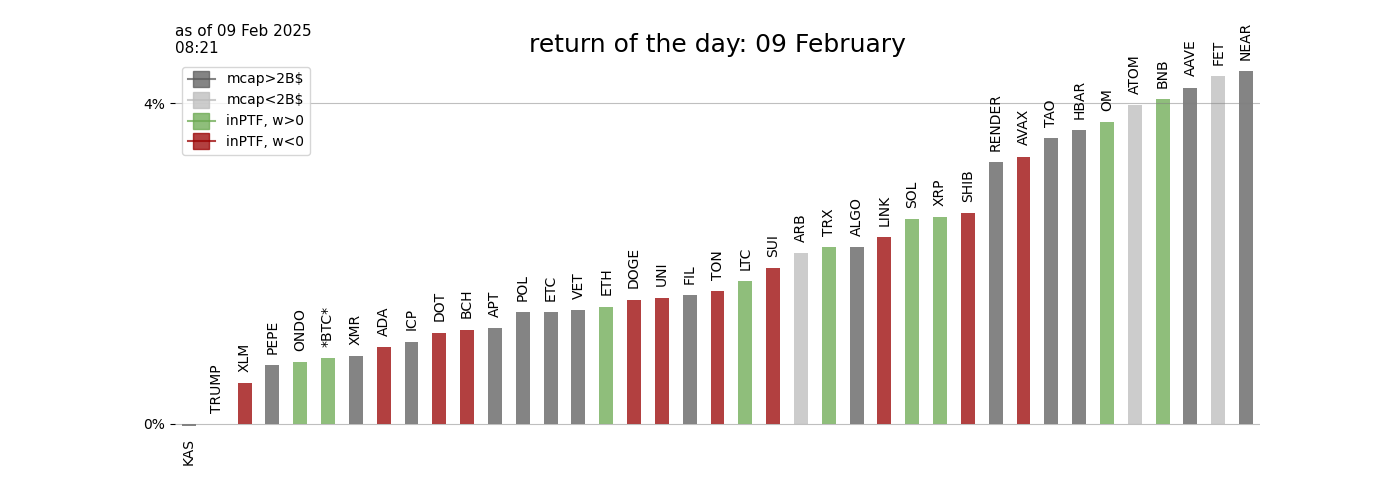 as of 09 Feb 2025
08:21
return of the day: 09 February
mcap>2B$
mcap<2B$
inPTF, w>0
inPTF, w<0
4%
0%
KAS
TRUMP
XLM
PEPE
ONDO
*BTC*
XMR
ADA
ICP
DOT
BCH
APT
POL
ETC
VET
ETH
DOGE
UNI
FIL
TON
LTC
SUI
ARB
TRX
ALGO
LINK
SOL
XRP
SHIB
RENDER
AVAX
TAO
HBAR
OM
ATOM
BNB
AAVE
FET
NEAR